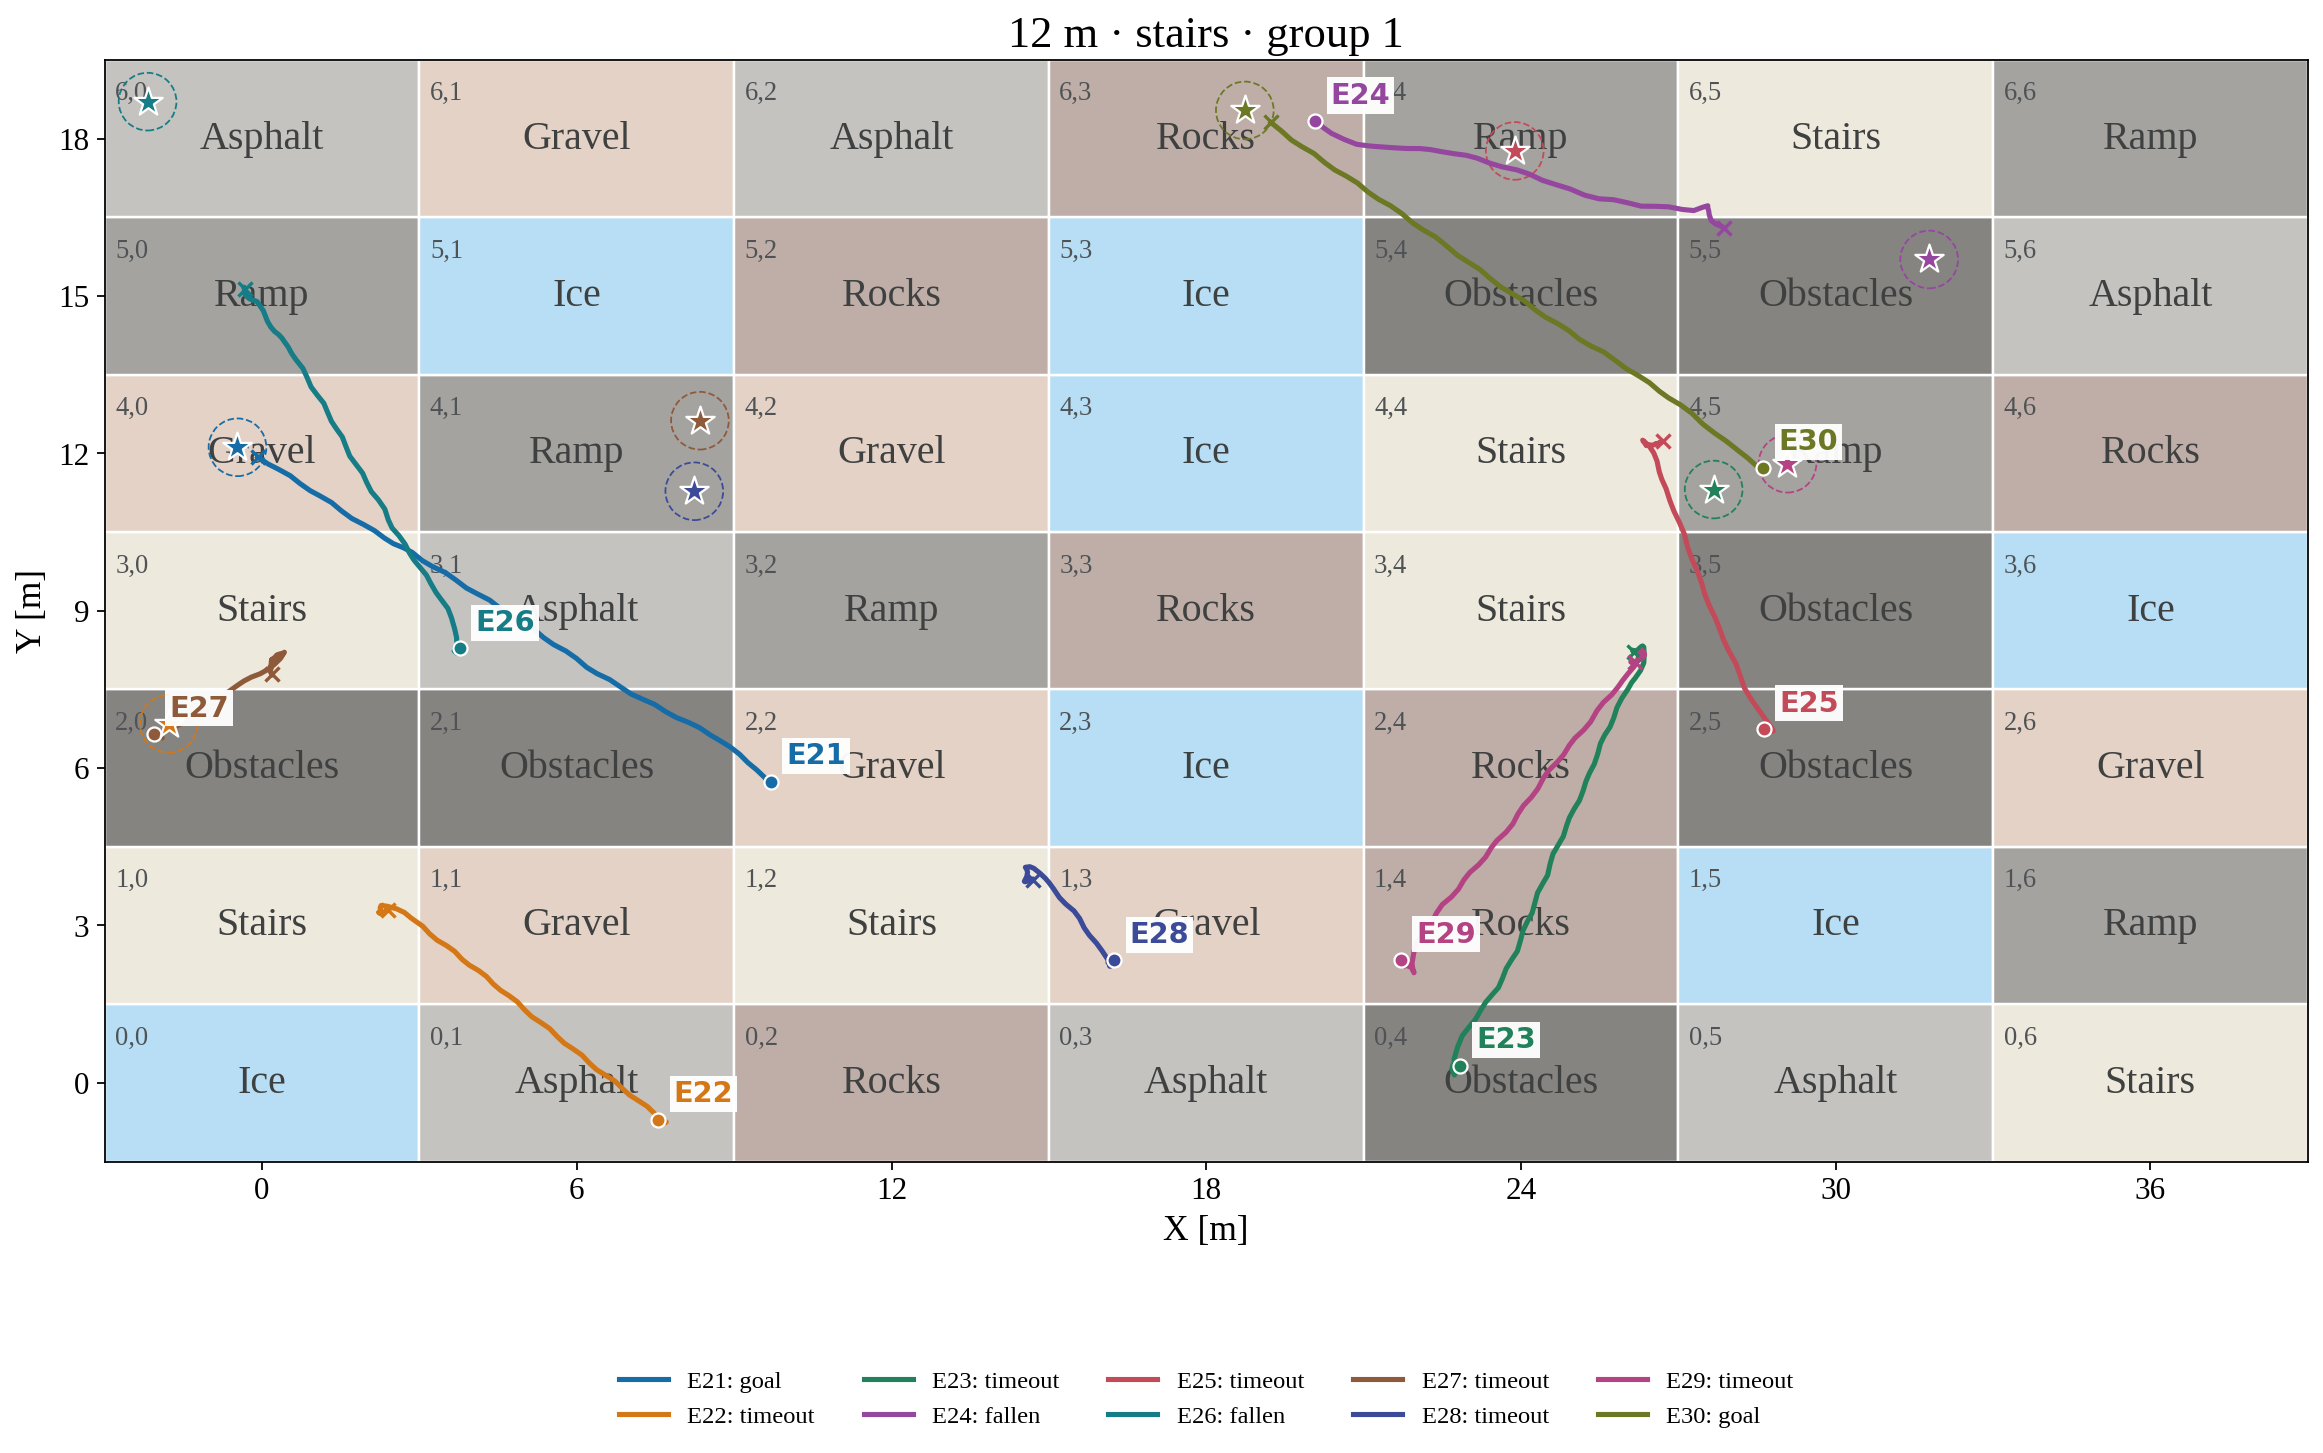 12 m · stairs · group 1
6,0 6,1 6,2 6,3 4 6,5 6,6
E24
Asphalt Gravel Asphalt Rocks Ramp Stairs Ramp
5,0 5,1 5,2 5,3 5,4 5,5 5,6
Ramp Ice Rocks Ice Obstacles Obstacles Asphalt
4,0 4,1 4,2 4,3 4,4 4,5 4,6
E30
Gravel Ramp Gravel Ice Stairs mp Rocks
3,0 3,1 3,2 3,3 3,4 3,5 3,6
E26
Stairs Asphalt Ramp Rocks Stairs Obstacles Ice
E27 E25
2,0 2,1 2,2 2,3 2,4 2,5 2,6
E21
Obstacles Obstacles Gravel Ice Rocks Obstacles Gravel
1,0 1,1 1,2 1,3 1,4 1,5 1,6
E28 E29
Stairs Gravel Stairs Gravel Rocks Ice Ramp
0,0 0,1 0,2 0,3 0,4 0,5 0,6
E22 E23
Ice Asphalt Rocks Asphalt Obstacles Asphalt Stairs
18
15
12
9
6
3
0
Y [m]
0 6 12 18 24 30 36
X [m]
E21: goal E23: timeout E25: timeout E27: timeout E29: timeout
E22: timeout E24: fallen E26: fallen E28: timeout E30: goal